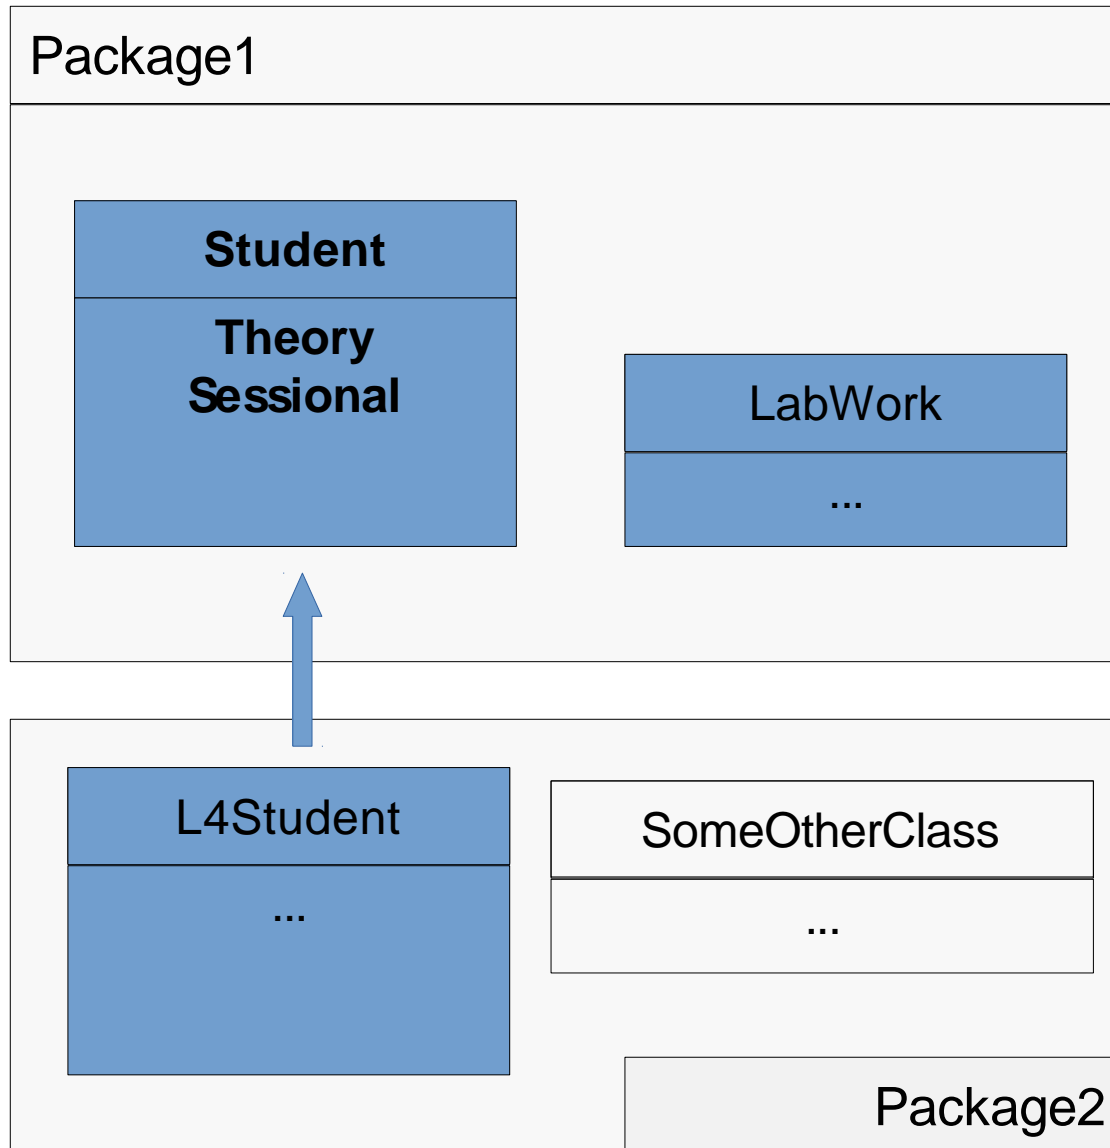 Package1
Student
Theory
Sessional
LabWork
...
L4Student
...
SomeOtherClass
...
Package2